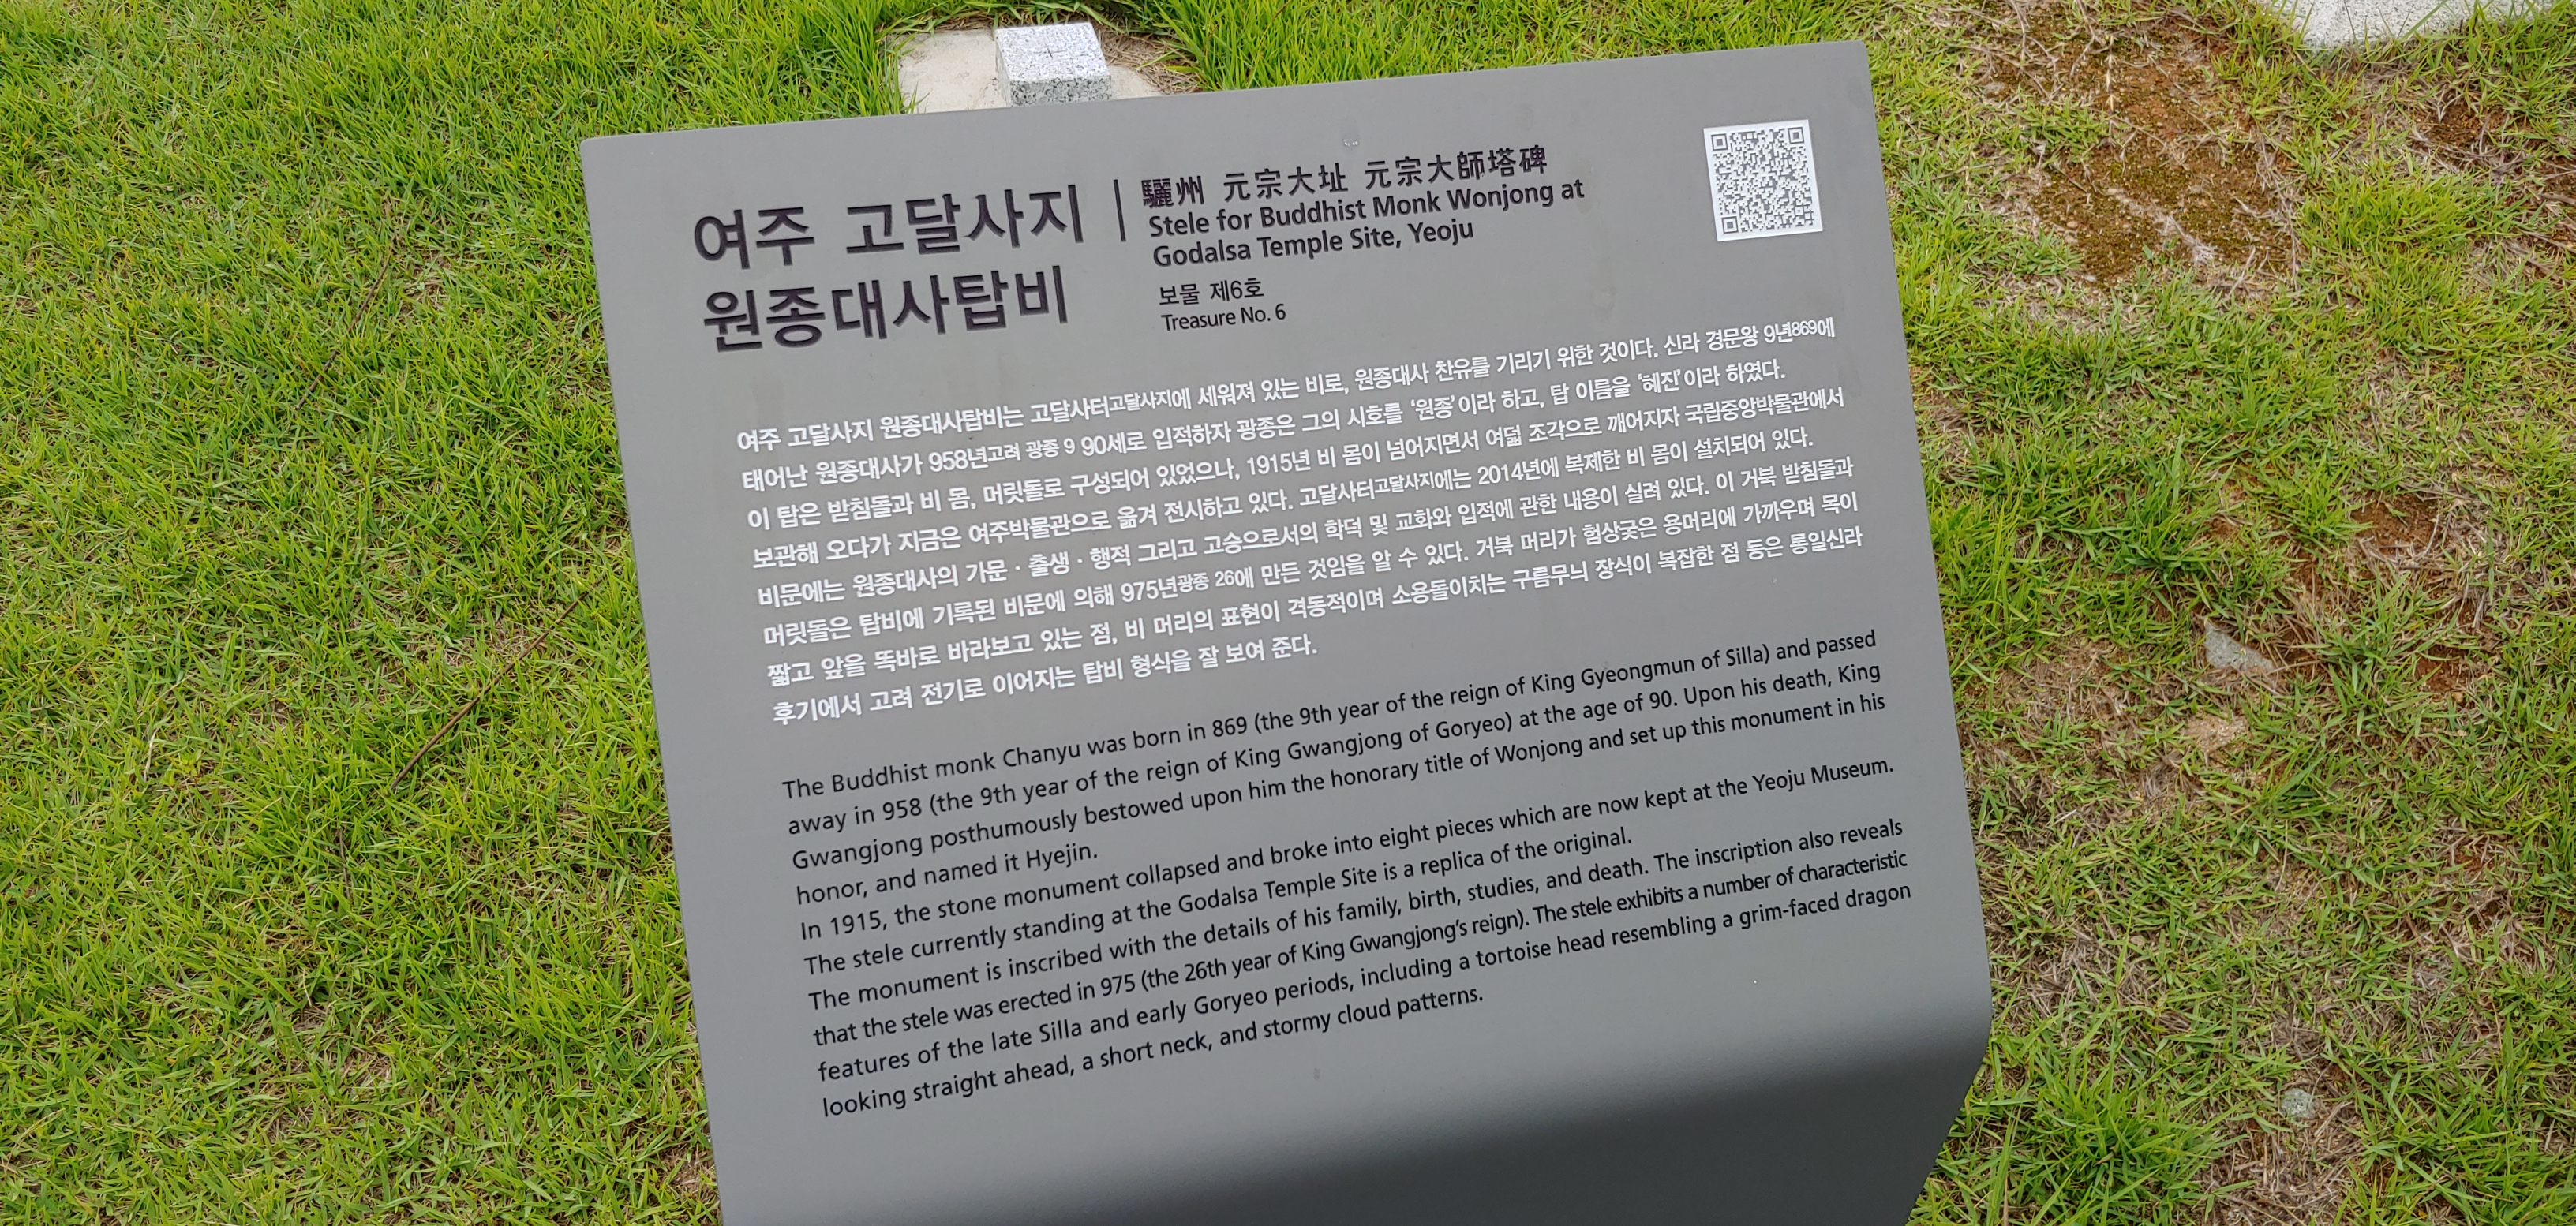 여주 고달사지
원종대사탑비
驪州 元宗大址 元宗大師塔碑
Stele for Buddhist Monk Wonjong at
Godalsa Temple Site, Yeoju
보물 제6호
Treasure No. 6
여주 고달사지 원종대사탑비는 고달사터고달사지에 세워져 있는 비로, 원종대사 찬유를 기리기 위한 것이다. 신라 경문왕 9년869에
태어난 원종대사가 958년고려 광종 9 90세로 입적하자 광종은 그의 시호를 ‘원종’이라 하고, 탑 이름을 ‘혜진’이라 하였다.
이 탑은 받침돌과 비 몸, 머릿돌로 구성되어 있었으나, 1915년 비 몸이 넘어지면서 여덟 조각으로 깨어지자 국립중앙박물관에서
보관해 오다가 지금은 여주박물관으로 옮겨 전시하고 있다. 고달사터고달사지에는 2014년에 복제한 비 몸이 설치되어 있다.
비문에는 원종대사의 가문 · 출생 · 행적 그리고 고승으로서의 학덕 및 교화와 입적에 관한 내용이 실려 있다. 이 거북 받침돌과
머릿돌은 탑비에 기록된 비문에 의해 975년광종 26에 만든 것임을 알 수 있다. 거북 머리가 험상궂은 용머리에 가까우며 목이
짧고 앞을 똑바로 바라보고 있는 점, 비 머리의 표현이 격동적이며 소용돌이치는 구름무늬 장식이 복잡한 점 등은 통일신라
후기에서 고려 전기로 이어지는 탑비 형식을 잘 보여 준다.
The Buddhist monk Chanyu was born in 869 (the 9th year of the reign of King Gyeongmun of Silla) and passed
away in 958 (the 9th year of the reign of King Gwangjong of Goryeo) at the age of 90. Upon his death, King
Gwangjong posthumously bestowed upon him the honorary title of Wonjong and set up this monument in his
honor, and named it Hyejin.
In 1915, the stone monument collapsed and broke into eight pieces which are now kept at the Yeoju Museum.
The stele currently standing at the Godalsa Temple Site is a replica of the original.
The monument is inscribed with the details of his family, birth, studies, and death. The inscription also reveals
that the stele was erected in 975 (the 26th year of King Gwangjong's reign). The stele exhibits a number of characteristic
features of the late Silla and early Goryeo periods, including a tortoise head resembling a grim-faced dragon
looking straight ahead, a short neck, and stormy cloud patterns.